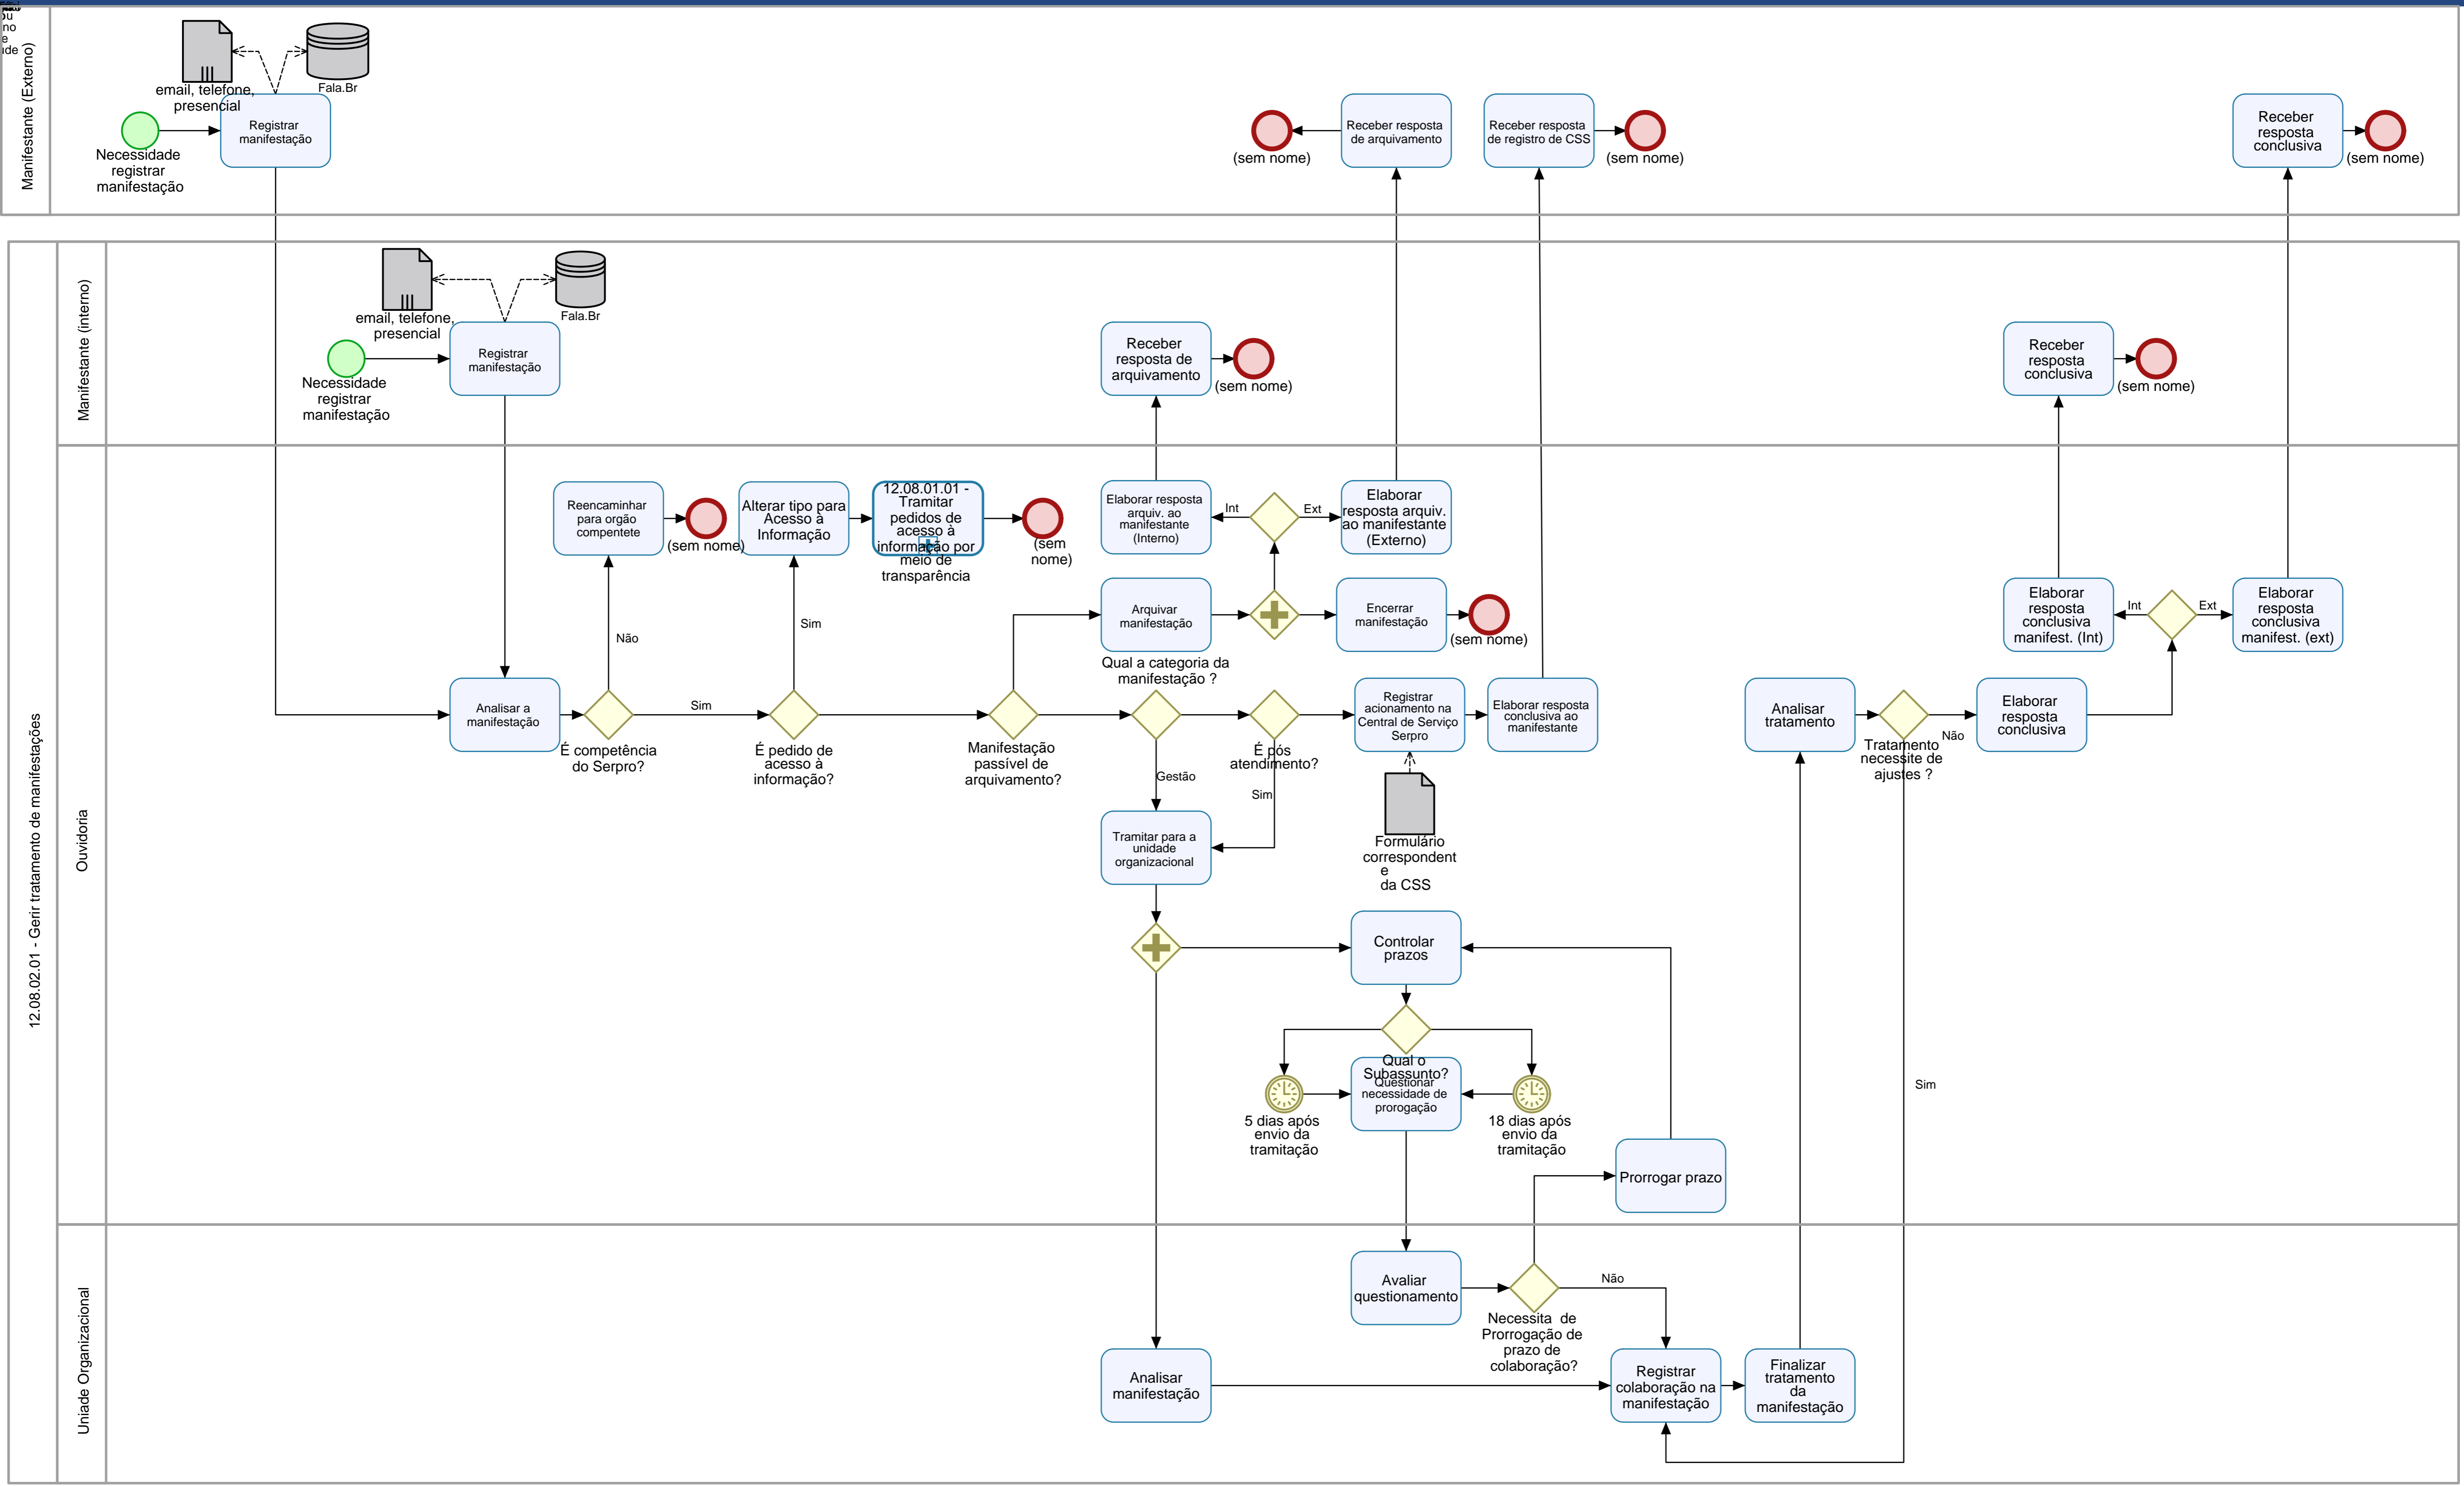 ou
no
e
Manifestante (Externo)
email, telefone,
presencial
Fala.Br
Necessidade
registrar
manifestação
Registrar
manifestação
(sem nome)
Receber resposta
de arquivamento
Receber resposta
de registro de CSS
(sem nome)
Receber
resposta
conclusiva
(sem nome)
12.08.02.01 - Gerir tratamento de manifestações
Manifestante (interno)
email, telefone,
presencial
Fala.Br
Necessidade
registrar
manifestação
Registrar
manifestação
Receber
resposta de
arquivamento
(sem nome)
Receber
resposta
conclusiva
(sem nome)
Ouvidoria
Reencaminhar
para orgão
compentete
(sem nome)
Alterar tipo para
Acesso à
Informação
12.08.01.01 -
Tramitar
pedidos de
acesso à
informação por
meio de
transparência
(sem
nome)
Elaborar resposta
arquiv. ao
manifestante
(Interno)
Int
Ext
Elaborar
resposta arquiv.
ao manifestante
(Externo)
Não
Sim
Arquivar
manifestação
Encerrar
manifestação
(sem nome)
Elaborar
resposta
conclusiva
manifest. (Int)
Int
Ext
Elaborar
resposta
conclusiva
manifest. (ext)
Analisar a
manifestação
É competência
do Serpro?
Sim
É pedido de
acesso à
informação?
Manifestação
passível de
arquivamento?
Qual a categoria da
manifestação ?
Gestão
É pós
atendimento?
Sim
Registrar
acionamento na
Central de Serviço
Serpro
Elaborar resposta
conclusiva ao
manifestante
Formulário
correspondent
e
da CSS
Analisar
tratamento
Tratamento
necessite de
ajustes ?
Não
Elaborar
resposta
conclusiva
Tramitar para a
unidade
organizacional
Controlar
prazos
Qual o
Subassunto?
Questionar
necessidade de
prorogação
5 dias após
envio da
tramitação
18 dias após
envio da
tramitação
Sim
Prorrogar prazo
Uniade Organizacional
Avaliar
questionamento
Não
Necessita  de
Prorrogação de
prazo de
colaboração?
Analisar
manifestação
Registrar
colaboração na
manifestação
Finalizar
tratamento
da
manifestação